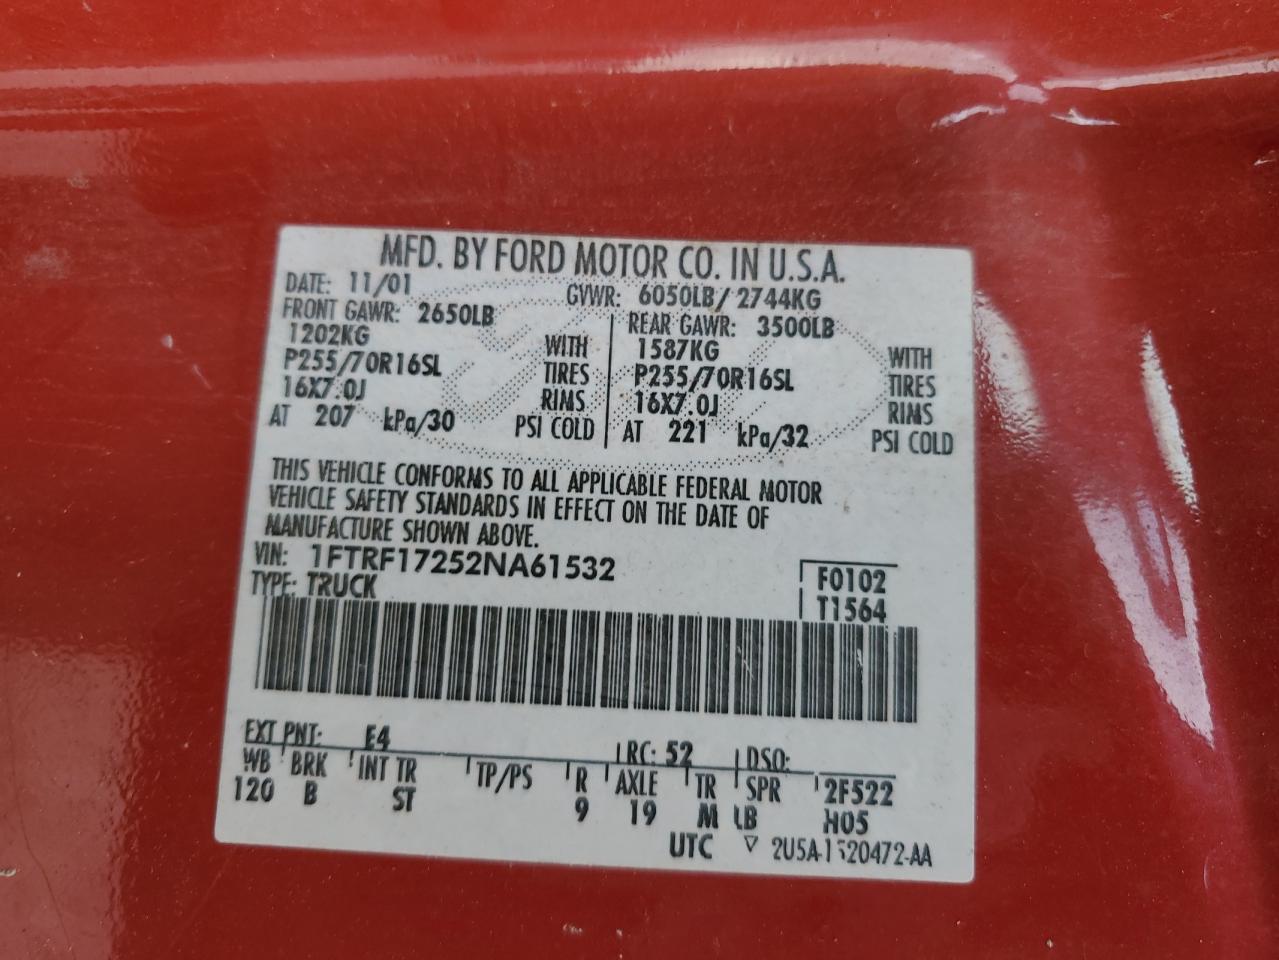 MFD. BY FORD MOTOR CO. IN U.S.A.
DATE: 11/01 GVWR: 6050LB/ 2744KG
FRONT GAWR: 2650LB REAR GAWR: 3500LB
1202KG WITH 1587KG WITH
P255/70R16SL TIRES P255/70R16SL TIRES
16X7.0J RIMS 16X7.0J RIMS
AT 207 kPa/30 PSI COLD AT 221 kPa/32 PSI COLD
THIS VEHICLE CONFORMS TO ALL APPLICABLE FEDERAL MOTOR
VEHICLE SAFETY STANDARDS IN EFFECT ON THE DATE OF
MANUFACTURE SHOWN ABOVE.
VIN: 1FTRF17252NA61532 F0102
TYPE: TRUCK T1564
EXT PNT: E4 RC: 52 DSO:
WB BRK INT TR TP/PS R AXLE TR SPR 2F522
120 B ST 9 19 M LB H05
UTC ▽ 2U5A-1520472-AA